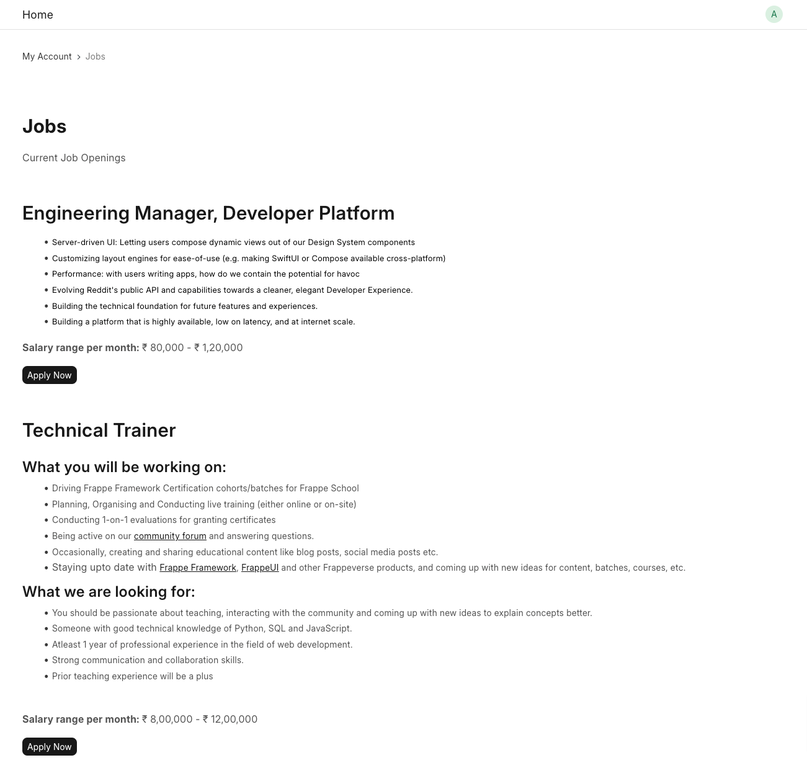 Home
A
My Account > Jobs
Jobs
Current Job Openings
Engineering Manager, Developer Platform
• Server-driven UI: Letting users compose dynamic views out of our Design System components
• Customizing layout engines for ease-of-use (e.g. making SwiftUI or Compose available cross-platform)
• Performance: with users writing apps, how do we contain the potential for havoc
• Evolving Reddit's public API and capabilities towards a cleaner, elegant Developer Experience.
• Building the technical foundation for future features and experiences.
• Building a platform that is highly available, low on latency, and at internet scale.
Salary range per month: ₹ 80,000 - ₹ 1,20,000
Apply Now
Technical Trainer
What you will be working on:
• Driving Frappe Framework Certification cohorts/batches for Frappe School
• Planning, Organising and Conducting live training (either online or on-site)
• Conducting 1-on-1 evaluations for granting certificates
• Being active on our community forum and answering questions.
• Occasionally, creating and sharing educational content like blog posts, social media posts etc.
• Staying upto date with Frappe Framework, FrappeUI and other Frappeverse products, and coming up with new ideas for content, batches, courses, etc.
What we are looking for:
• You should be passionate about teaching, interacting with the community and coming up with new ideas to explain concepts better.
• Someone with good technical knowledge of Python, SQL and JavaScript.
• Atleast 1 year of professional experience in the field of web development.
• Strong communication and collaboration skills.
• Prior teaching experience will be a plus
Salary range per month: ₹ 8,00,000 - ₹ 12,00,000
Apply Now